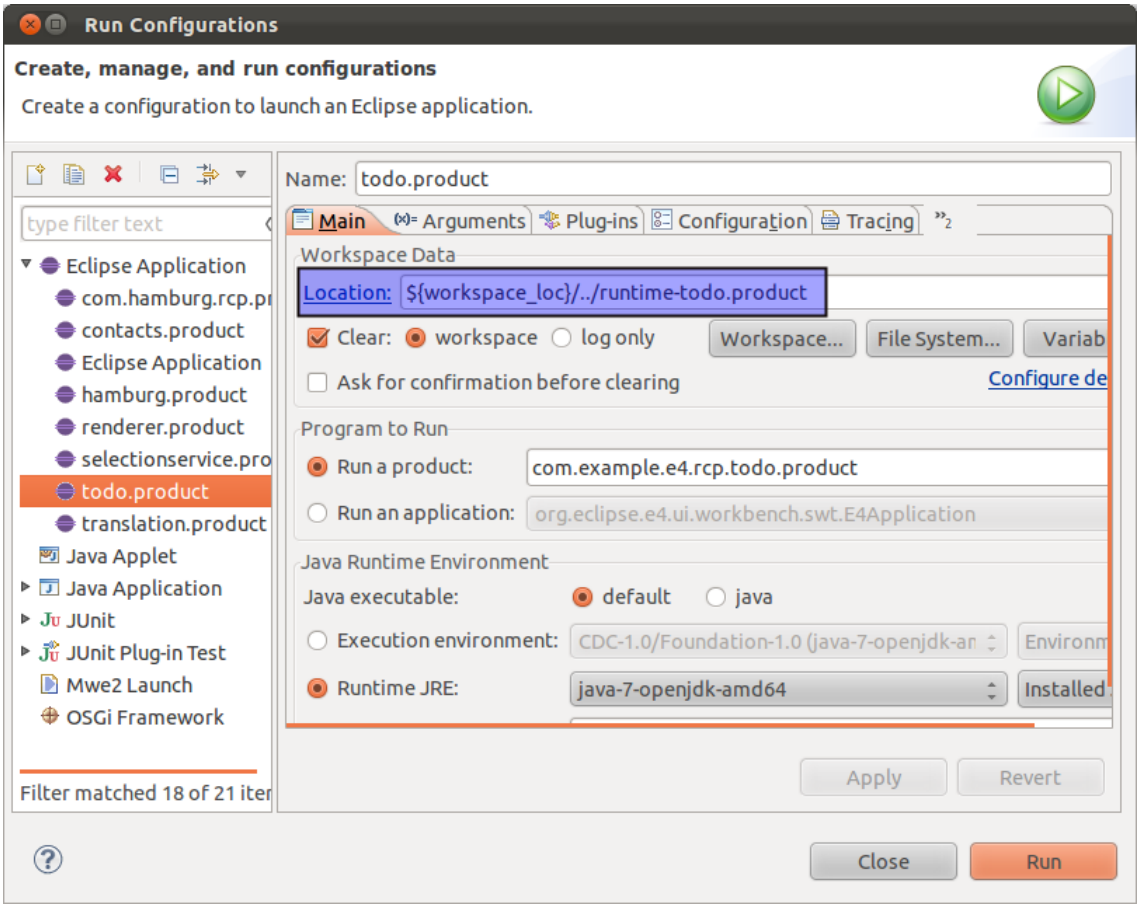 Run Configurations
Create, manage, and run configurations
Create a configuration to launch an Eclipse application.
type filter text
Eclipse Application
com.hamburg.rcp.pr
contacts.product
Eclipse Application
hamburg.product
renderer.product
selectionservice.pro
todo.product
translation.product
Java Applet
Java Application
JUnit
JUnit Plug-in Test
Mwe2 Launch
OSGi Framework
Filter matched 18 of 21 iter
Name: todo.product
Main (x)= Arguments Plug-ins Configuration Tracing »2
Workspace Data
Location: ${workspace_loc}/../runtime-todo.product
Clear: workspace log only Workspace... File System... Variab
Ask for confirmation before clearing Configure de
Program to Run
Run a product: com.example.e4.rcp.todo.product
Run an application: org.eclipse.e4.ui.workbench.swt.E4Application
Java Runtime Environment
Java executable: default java
Execution environment: CDC-1.0/Foundation-1.0 (java-7-openjdk-am Environm
Runtime JRE: java-7-openjdk-amd64 Installed
Apply Revert
Close Run